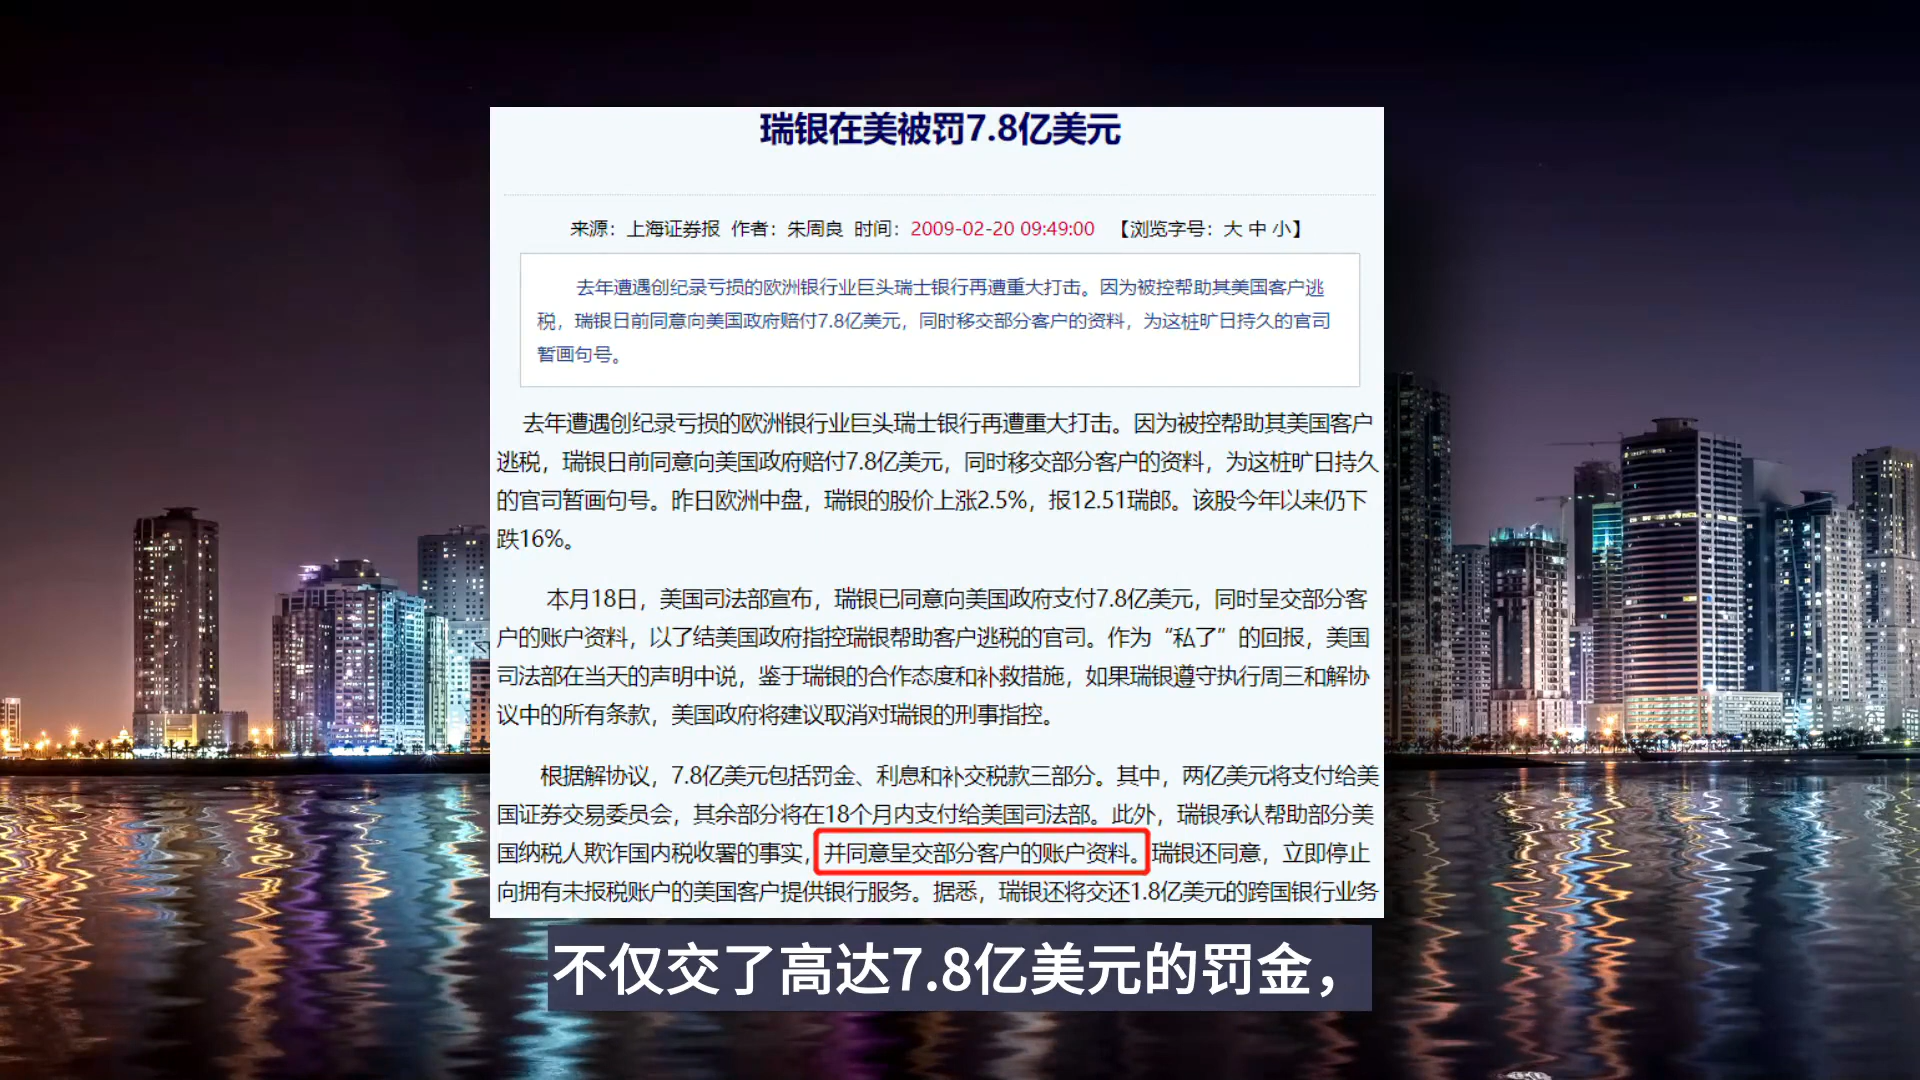 瑞银在美被罚7.8亿美元
来源：上海证券报 作者：朱周良 时间：2009-02-20 09:49:00 【浏览字号：大 中 小】
去年遭遇创纪录亏损的欧洲银行业巨头瑞士银行再遭重大打击。因为被控帮助其美国客户逃
税，瑞银日前同意向美国政府赔付7.8亿美元，同时移交部分客户的资料，为这桩旷日持久的官司
暂画句号。
去年遭遇创纪录亏损的欧洲银行业巨头瑞士银行再遭重大打击。因为被控帮助其美国客户
逃税，瑞银日前同意向美国政府赔付7.8亿美元，同时移交部分客户的资料，为这桩旷日持久
的官司暂画句号。昨日欧洲中盘，瑞银的股价上涨2.5%，报12.51瑞郎。该股今年以来仍下
跌16%。
本月18日，美国司法部宣布，瑞银已同意向美国政府支付7.8亿美元，同时呈交部分客
户的账户资料，以了结美国政府指控瑞银帮助客户逃税的官司。作为“私了”的回报，美国
司法部在当天的声明中说，鉴于瑞银的合作态度和补救措施，如果瑞银遵守执行周三和解协
议中的所有条款，美国政府将建议取消对瑞银的刑事指控。
根据解协议，7.8亿美元包括罚金、利息和补交税款三部分。其中，两亿美元将支付给美
国证券交易委员会，其余部分将在18个月内支付给美国司法部。此外，瑞银承认帮助部分美
国纳税人欺诈国内税收署的事实，并同意呈交部分客户的账户资料。瑞银还同意，立即停止
向拥有未报税账户的美国客户提供银行服务。据悉，瑞银还将交还1.8亿美元的跨国银行业务
不仅交了高达7.8亿美元的罚金，